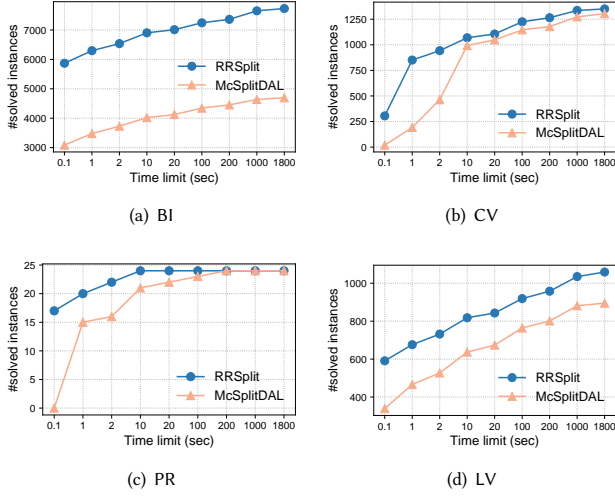 #solved instances
7000
6000
5000
4000
3000
RRSplit
McSplitDAL
0.1 1 2 10 20 100 200 1000 1800
Time limit (sec)
(a) BI
#solved instances
1250
1000
750
500
250
0
RRSplit
McSplitDAL
0.1 1 2 10 20 100 200 1000 1800
Time limit (sec)
(b) CV
#solved instances
25
20
15
10
5
0
RRSplit
McSplitDAL
0.1 1 2 10 20 100 200 1000 1800
Time limit (sec)
(c) PR
#solved instances
1000
800
600
400
RRSplit
McSplitDAL
0.1 1 2 10 20 100 200 1000 1800
Time limit (sec)
(d) LV